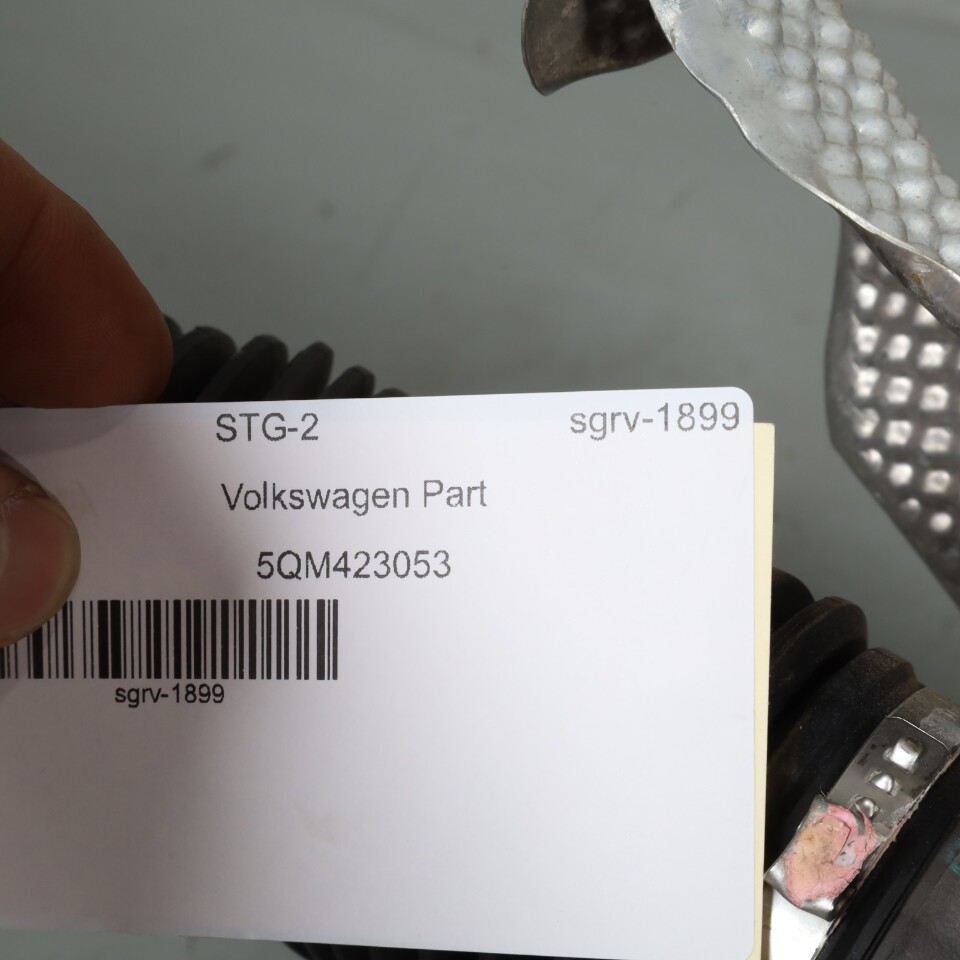 STG-2 sgrv-1899
Volkswagen Part
5QM423053
sgrv-1899